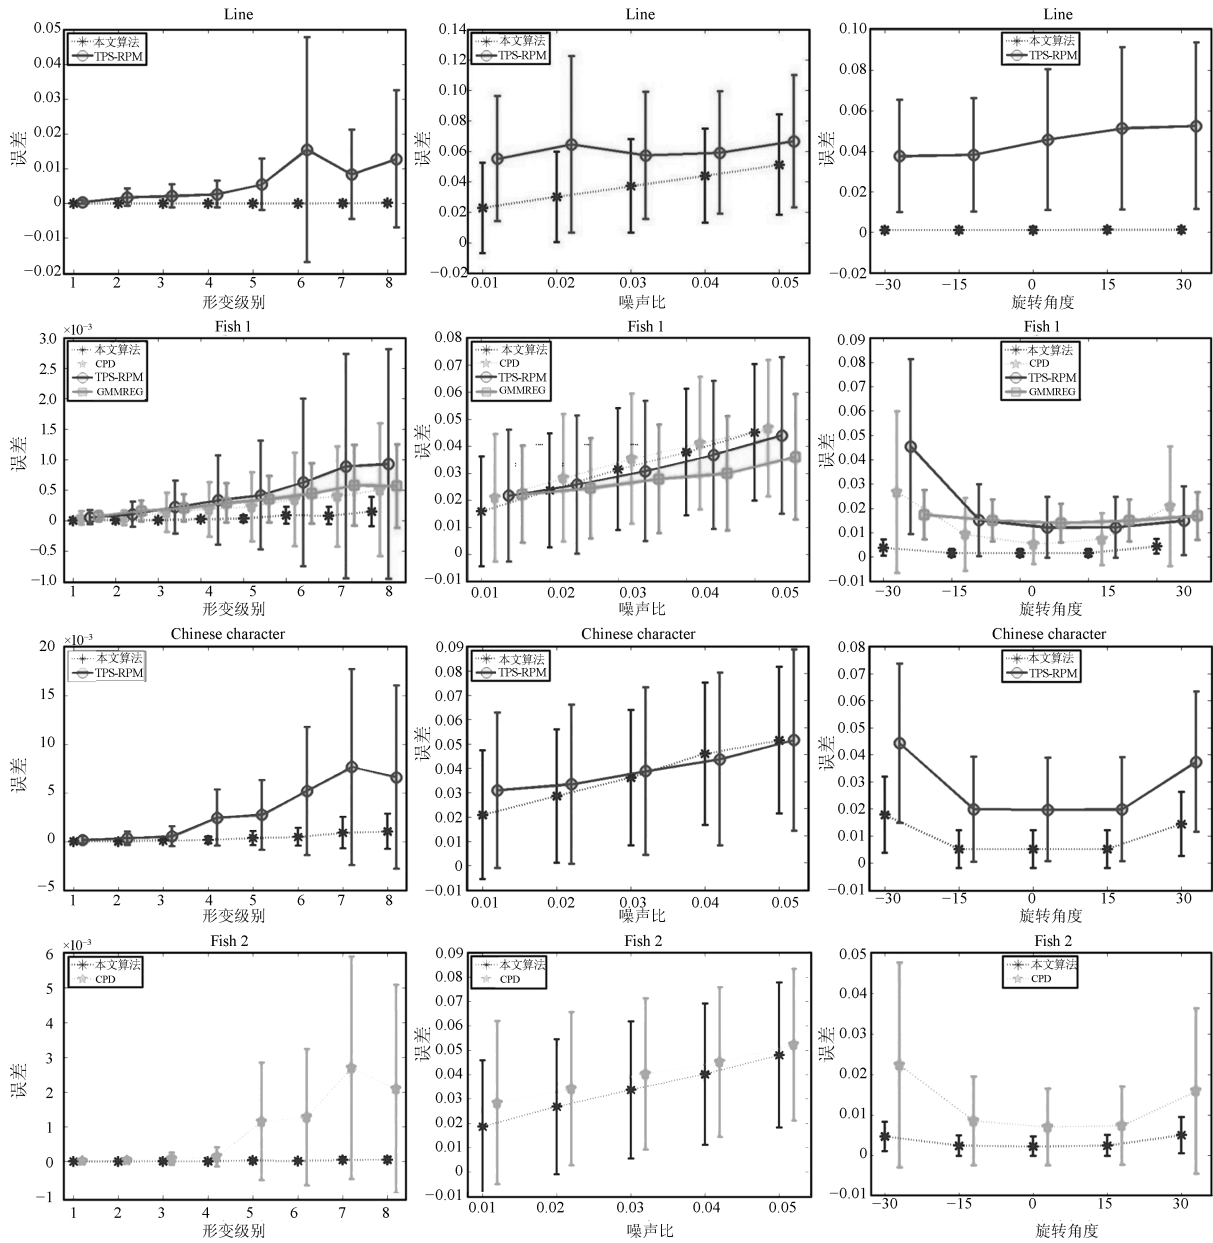 Line
本文算法
TPS-RPM
误差
0.05
0.04
0.03
0.02
0.01
0
−0.01
−0.02
1 2 3 4 5 6 7 8
形变级别
Line
本文算法
TPS-RPM
误差
0.14
0.12
0.10
0.08
0.06
0.04
0.02
0
−0.02
0.01 0.02 0.03 0.04 0.05
噪声比
Line
本文算法
TPS-RPM
误差
0.10
0.08
0.06
0.04
0.02
0
−0.02
−30 −15 0 15 30
旋转角度
Fish 1
×10⁻³
本文算法
CPD
TPS-RPM
GMMREG
误差
3.0
2.5
2.0
1.5
1.0
0.5
0
−0.5
−1.0
1 2 3 4 5 6 7 8
形变级别
Fish 1
本文算法
CPD
TPS-RPM
GMMREG
误差
0.08
0.07
0.06
0.05
0.04
0.03
0.02
0.01
0
−0.01
0.01 0.02 0.03 0.04 0.05
噪声比
Fish 1
本文算法
CPD
TPS-RPM
GMMREG
误差
0.09
0.08
0.07
0.06
0.05
0.04
0.03
0.02
0.01
0
−0.01
−30 −15 0 15 30
旋转角度
Chinese character
×10⁻³
本文算法
TPS-RPM
误差
20
15
10
5
0
−5
1 2 3 4 5 6 7 8
形变级别
Chinese character
本文算法
TPS-RPM
误差
0.09
0.08
0.07
0.06
0.05
0.04
0.03
0.02
0.01
0
−0.01
0.01 0.02 0.03 0.04 0.05
噪声比
Chinese character
本文算法
TPS-RPM
误差
0.08
0.07
0.06
0.05
0.04
0.03
0.02
0.01
0
−0.01
−30 −15 0 15 30
旋转角度
Fish 2
×10⁻³
本文算法
CPD
误差
6
5
4
3
2
1
0
−1
1 2 3 4 5 6 7 8
形变级别
Fish 2
本文算法
CPD
误差
0.09
0.08
0.07
0.06
0.05
0.04
0.03
0.02
0.01
0
−0.01
0.01 0.02 0.03 0.04 0.05
噪声比
Fish 2
本文算法
CPD
误差
0.05
0.04
0.03
0.02
0.01
0
−0.01
−30 −15 0 15 30
旋转角度